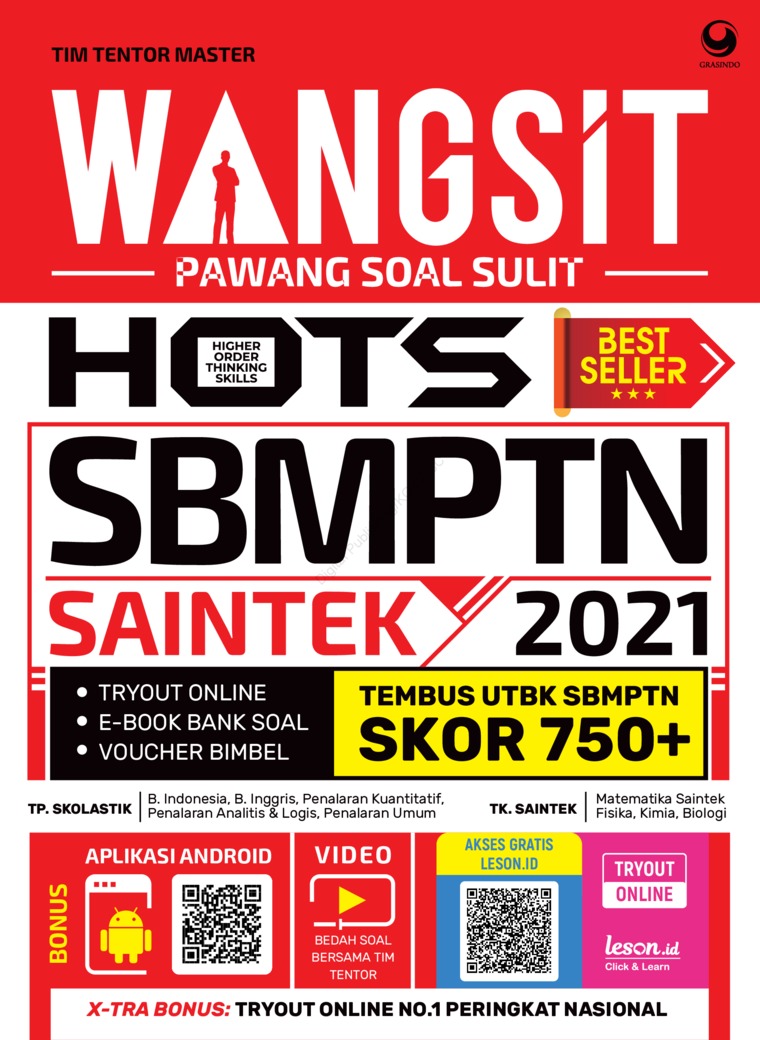 TIM TENTOR MASTER
GRASINDO
WANGSIT
PAWANG SOAL SULIT
HOTS
HIGHER
ORDER
THINKING
SKILLS
BEST
SELLER
SBMPTN
SAINTEK
2021
• TRYOUT ONLINE
• E-BOOK BANK SOAL
• VOUCHER BIMBEL
TEMBUS UTBK SBMPTN
SKOR 750+
TP. SKOLASTIK
B. Indonesia, B. Inggris, Penalaran Kuantitatif,
Penalaran Analitis & Logis, Penalaran Umum
TK. SAINTEK
Matematika Saintek
Fisika, Kimia, Biologi
BONUS
APLIKASI ANDROID
VIDEO
BEDAH SOAL
BERSAMA TIM
TENTOR
AKSES GRATIS
LESON.ID
TRYOUT
ONLINE
leson.id
Click & Learn
X-TRA BONUS: TRYOUT ONLINE NO.1 PERINGKAT NASIONAL